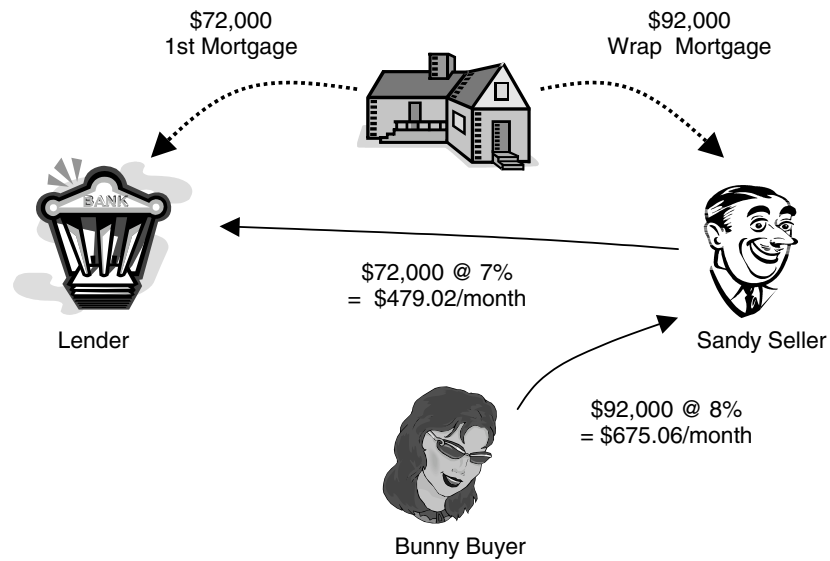 $72,000
1st Mortgage
$92,000
Wrap Mortgage
BANK
$72,000 @ 7%
= $479.02/month
Lender
Sandy Seller
$92,000 @ 8%
= $675.06/month
Bunny Buyer